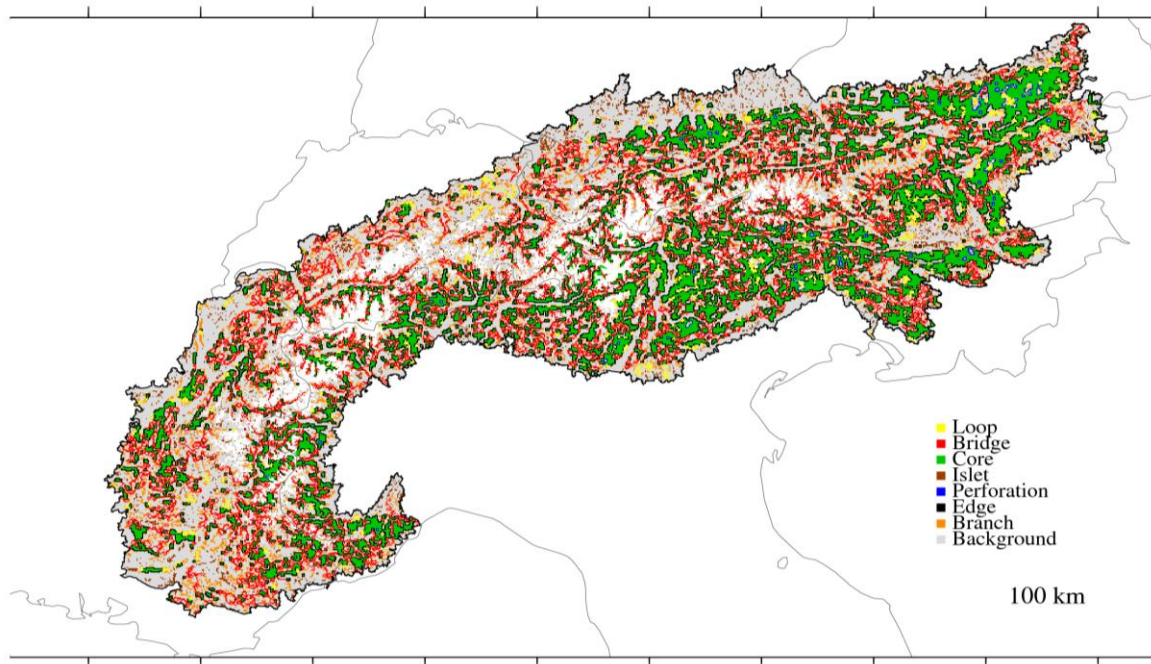 Loop
Bridge
Core
Islet
Perforation
Edge
Branch
Background
100 km